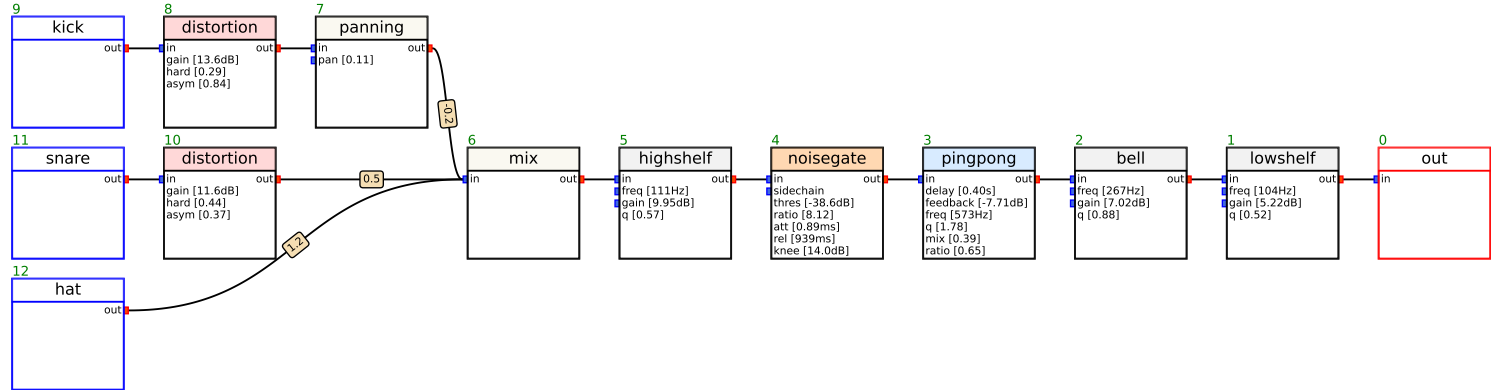 9
kick
out
8
distortion
in out
gain [13.6dB]
hard [0.29]
asym [0.84]
7
panning
in out
pan [0.11]
-0.2
11
snare
out
10
distortion
in out
gain [11.6dB]
hard [0.44]
asym [0.37]
0.5
12
hat
out
1.2
6
mix
in out
5
highshelf
in out
freq [111Hz]
gain [9.95dB]
q [0.57]
4
noisegate
in out
sidechain
thres [-38.6dB]
ratio [8.12]
att [0.89ms]
rel [939ms]
knee [14.0dB]
3
pingpong
in out
delay [0.40s]
feedback [-7.71dB]
freq [573Hz]
q [1.78]
mix [0.39]
ratio [0.65]
2
bell
in out
freq [267Hz]
gain [7.02dB]
q [0.88]
1
lowshelf
in out
freq [104Hz]
gain [5.22dB]
q [0.52]
0
out
in